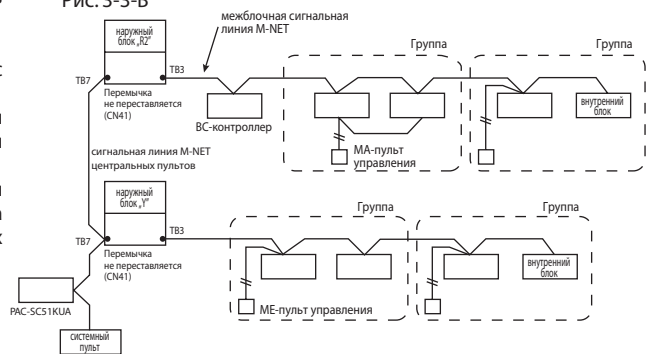 Рис. 3-3-В
межблочная сигнальная
линия M-NET
наружный
блок „R2"
Группа
Группа
TB7
TB3
Перемычка
не переставляется
(CN41)
BC-контроллер
внутренний
блок
MA-пульт
управления
сигнальная линия M-NET
центральных пультов
наружный
блок „Y"
Группа
Группа
TB7
TB3
Перемычка
не переставляется
(CN41)
внутренний
блок
PAC-SC51KUA
ME-пульт управления
системный
пульт